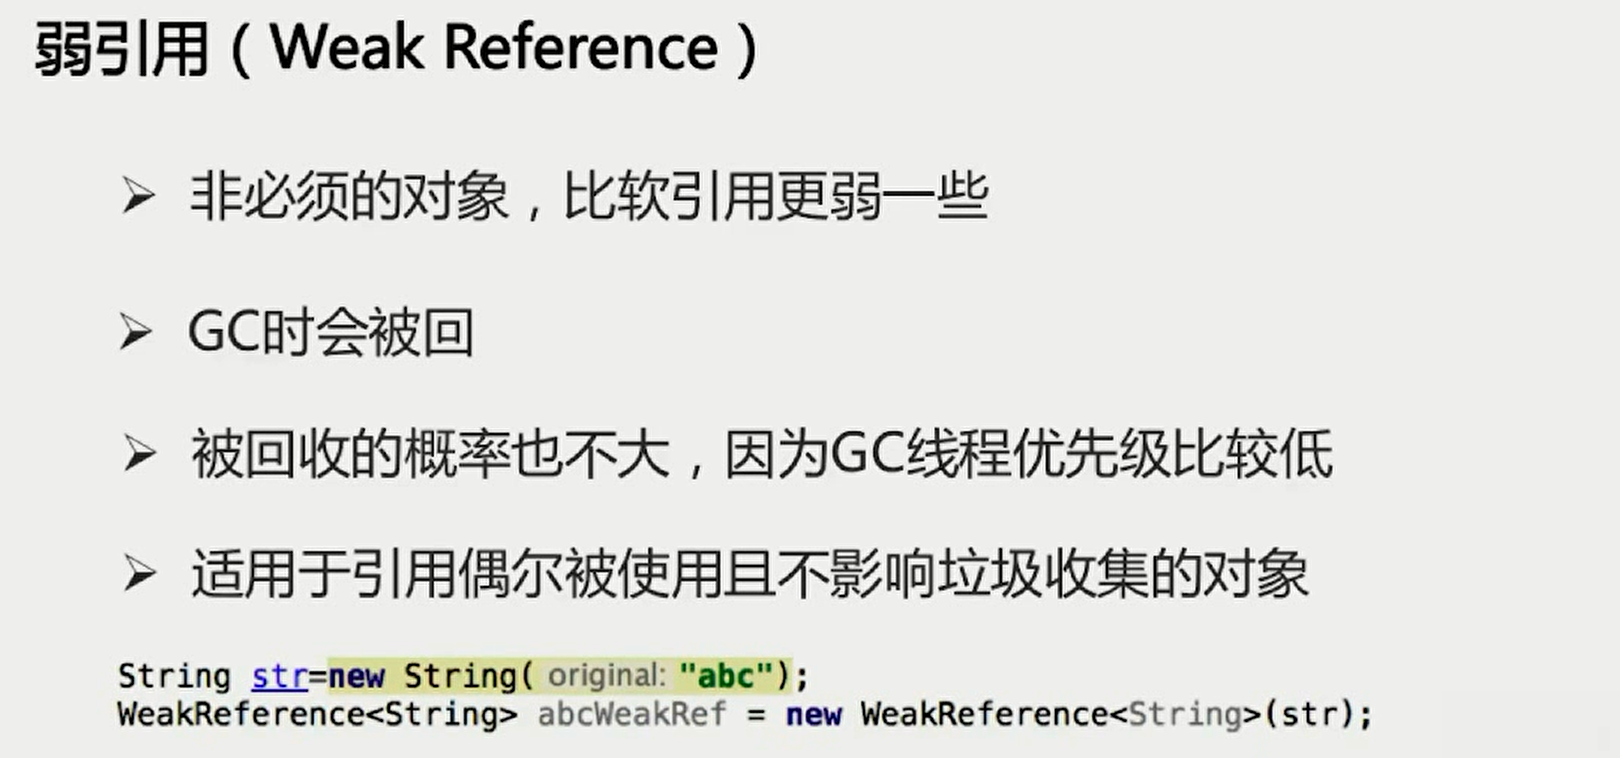 弱引用（Weak Reference）
➢ 非必须的对象，比软引用更弱一些
➢ GC时会被回
➢ 被回收的概率也不大，因为GC线程优先级比较低
➢ 适用于引用偶尔被使用且不影响垃圾收集的对象
String str=new String( original: "abc");
WeakReference<String> abcWeakRef = new WeakReference<String>(str);